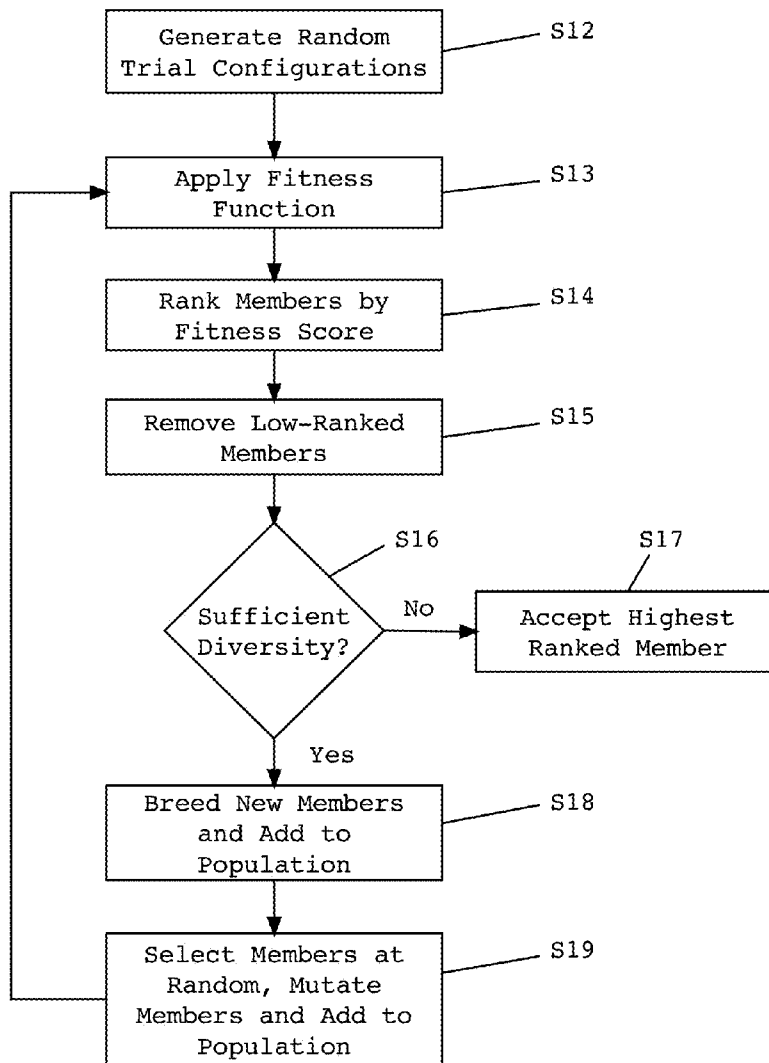 Generate Random
Trial Configurations
S12
Apply Fitness
Function
S13
Rank Members by
Fitness Score
S14
Remove Low-Ranked
Members
S15
Sufficient
Diversity?
S16
No
Accept Highest
Ranked Member
S17
Yes
Breed New Members
and Add to
Population
S18
Select Members at
Random, Mutate
Members and Add to
Population
S19